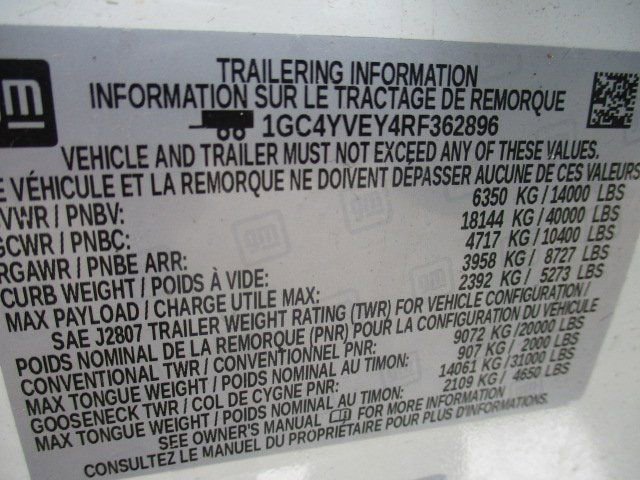 gm
TRAILERING INFORMATION
INFORMATION SUR LE TRACTAGE DE REMORQUE
1GC4YVEY4RF362896
VEHICLE AND TRAILER MUST NOT EXCEED ANY OF THESE VALUES.
E VÉHICULE ET LA REMORQUE NE DOIVENT DÉPASSER AUCUNE DE CES VALEURS
VWR / PNBV: 6350 KG / 14000 LBS
GCWR / PNBC: 18144 KG / 40000 LBS
RGAWR / PNBE ARR: 4717 KG / 10400 LBS
CURB WEIGHT / POIDS À VIDE: 3958 KG / 8727 LBS
MAX PAYLOAD / CHARGE UTILE MAX: 2392 KG / 5273 LBS
SAE J2807 TRAILER WEIGHT RATING (TWR) FOR VEHICLE CONFIGURATION /
POIDS NOMINAL DE LA REMORQUE (PNR) POUR LA CONFIGURATION DU VÉHICULE
CONVENTIONAL TWR / CONVENTIONNEL PNR: 9072 KG / 20000 LBS
MAX TONGUE WEIGHT / POIDS NOMINAL AU TIMON: 907 KG / 2000 LBS
GOOSENECK TWR / COL DE CYGNE PNR: 14061 KG / 31000 LBS
MAX TONGUE WEIGHT / POIDS NOMINAL AU TIMON: 2109 KG / 4650 LBS
SEE OWNER'S MANUAL FOR MORE INFORMATION
CONSULTEZ LE MANUEL DU PROPRIÉTAIRE POUR PLUS D'INFORMATIONS.